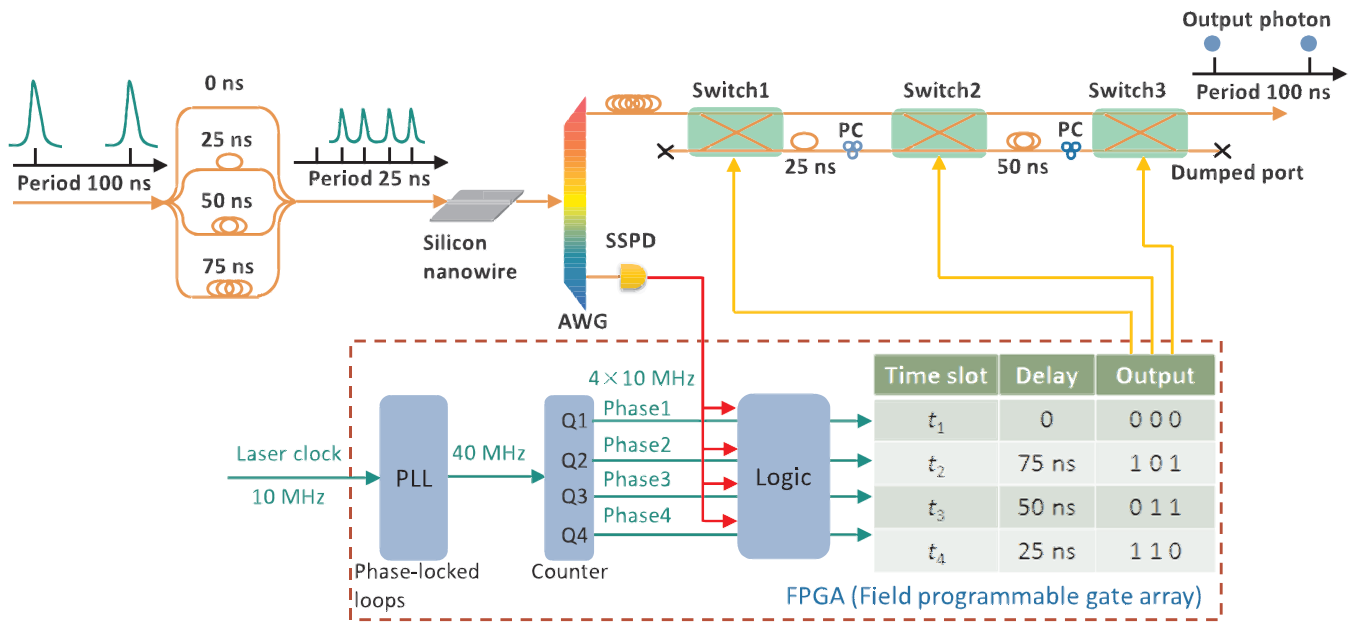 Output photon
Period 100 ns
0 ns
25 ns
50 ns
75 ns
Period 100 ns
Period 25 ns
Silicon
nanowire
AWG
SSPD
Switch1
Switch2
Switch3
PC
PC
25 ns
50 ns
Dumped port
Laser clock
10 MHz
PLL
Phase-locked
loops
40 MHz
Counter
Q1
Q2
Q3
Q4
4×10 MHz
Phase1
Phase2
Phase3
Phase4
Logic
Time slot Delay Output
t1 0 0 0 0
t2 75 ns 1 0 1
t3 50 ns 0 1 1
t4 25 ns 1 1 0
FPGA (Field programmable gate array)